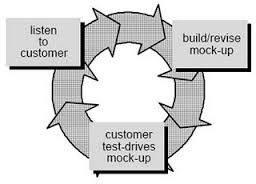 listen
to
customer
build/revise
mock-up
customer
test-drives
mock-up